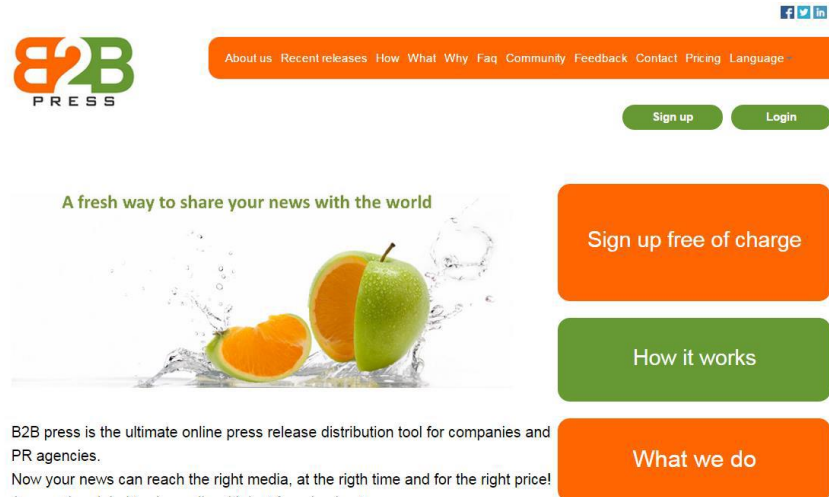 B2B
PRESS
About us Recent releases How What Why Faq Community Feedback Contact Pricing Language
Sign up Login
A fresh way to share your news with the world
Sign up free of charge
How it works
What we do
B2B press is the ultimate online press release distribution tool for companies and
PR agencies.
Now your news can reach the right media, at the rigth time and for the right price!